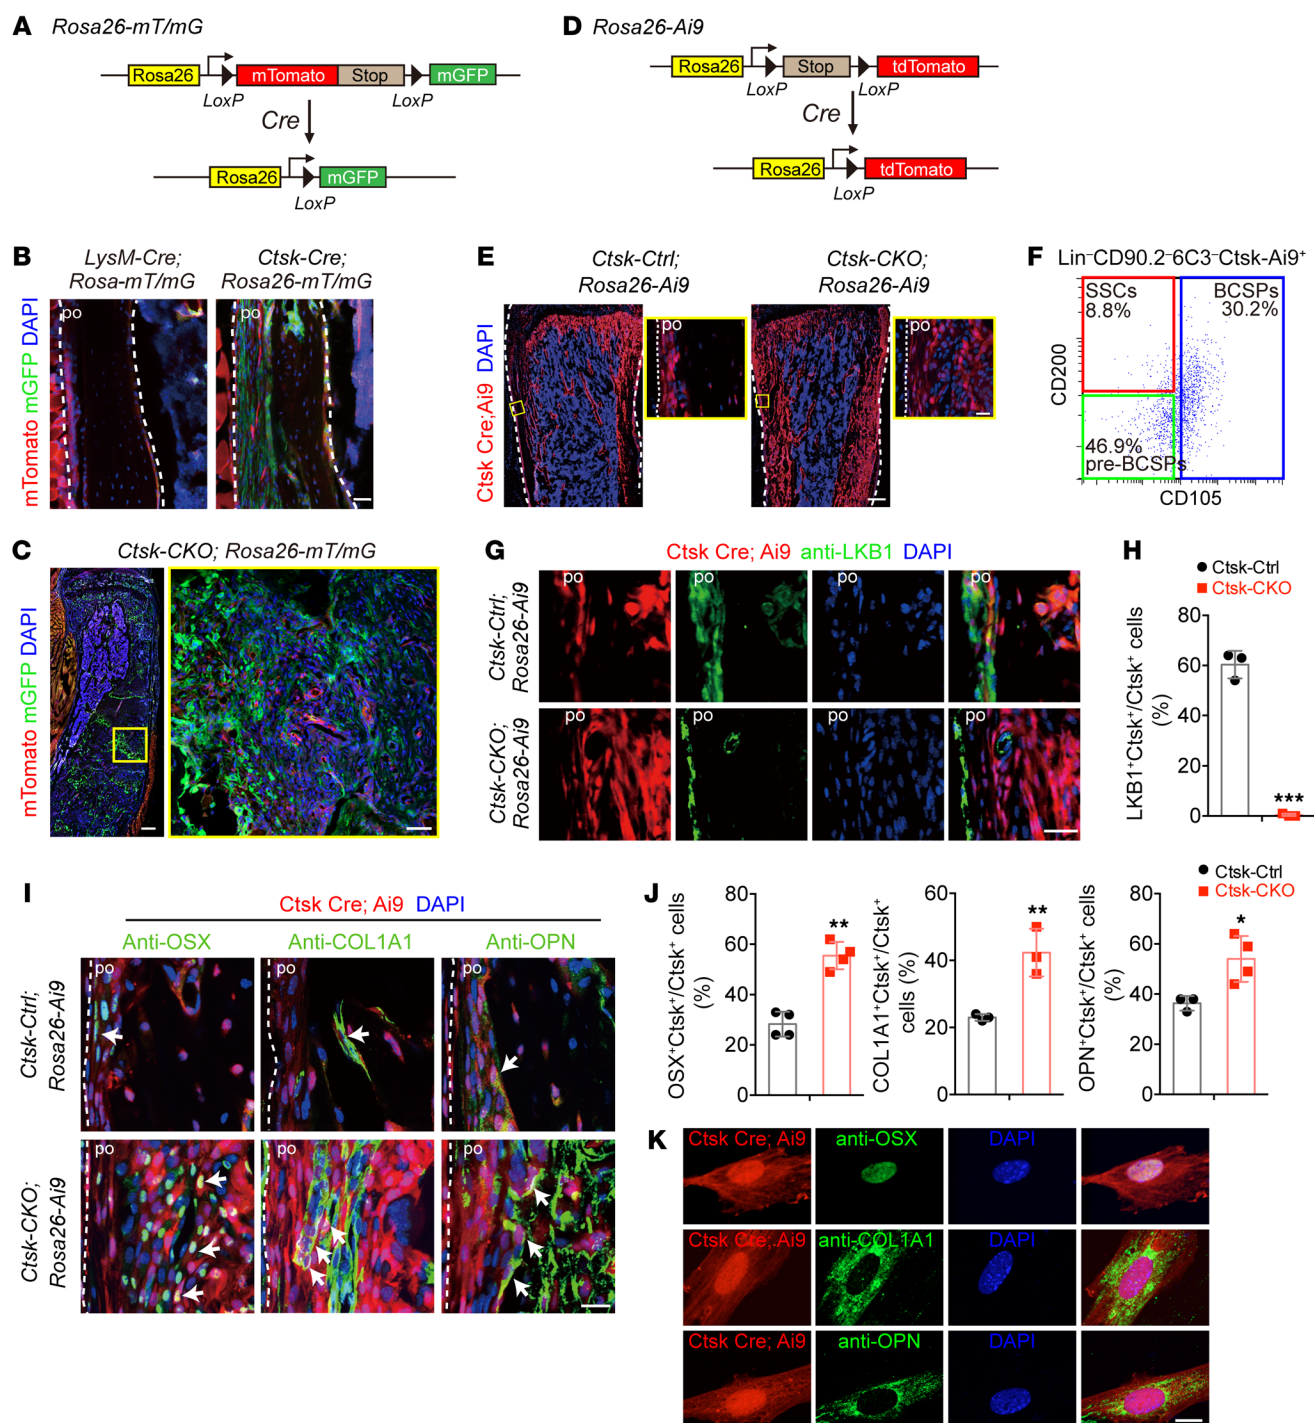 A Rosa26-mT/mG
Rosa26 mTomato Stop mGFP
LoxP LoxP
Cre
Rosa26 mGFP
LoxP
D Rosa26-Ai9
Rosa26 Stop tdTomato
LoxP LoxP
Cre
Rosa26 tdTomato
LoxP
B
LysM-Cre;
Rosa-mT/mG
Ctsk-Cre;
Rosa26-mT/mG
mTomato mGFP DAPI
po po
C
Ctsk-CKO; Rosa26-mT/mG
mTomato mGFP DAPI
E
Ctsk-Ctrl;
Rosa26-Ai9
Ctsk-CKO;
Rosa26-Ai9
Ctsk Cre;Ai9 DAPI
po po
F Lin⁻CD90.2⁻6C3⁻Ctsk-Ai9⁺
SSCs
8.8%
BCSPs
30.2%
46.9%
pre-BCSPs
CD200
CD105
G
Ctsk Cre; Ai9 anti-LKB1 DAPI
Ctsk-Ctrl;
Rosa26-Ai9
po po po po
Ctsk-CKO;
Rosa26-Ai9
po po po po
H
Ctsk-Ctrl
Ctsk-CKO
LKB1⁺Ctsk⁺/Ctsk⁺ cells
(%)
80
60
40
20
0
***
I
Ctsk Cre; Ai9 DAPI
Anti-OSX Anti-COL1A1 Anti-OPN
Ctsk-Ctrl;
Rosa26-Ai9
po po po
Ctsk-CKO;
Rosa26-Ai9
po po po
J
Ctsk-Ctrl
Ctsk-CKO
OSX⁺Ctsk⁺/Ctsk⁺ cells
(%)
80
60
40
20
0
**
COL1A1⁺Ctsk⁺/Ctsk⁺
cells (%)
60
40
20
0
**
OPN⁺Ctsk⁺/Ctsk⁺ cells
(%)
80
60
40
20
0
*
K
Ctsk Cre; Ai9 anti-OSX DAPI
Ctsk Cre; Ai9 anti-COL1A1 DAPI
Ctsk Cre; Ai9 anti-OPN DAPI